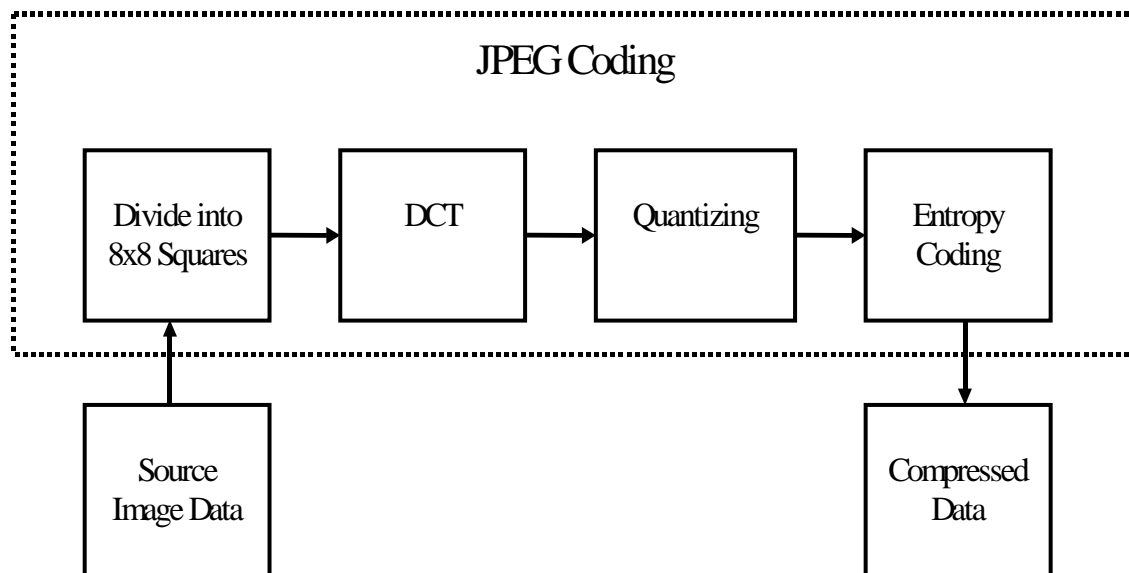 JPEG Coding
Divide into
8x8 Squares
DCT
Quantizing
Entropy
Coding
Source
Image Data
Compressed
Data